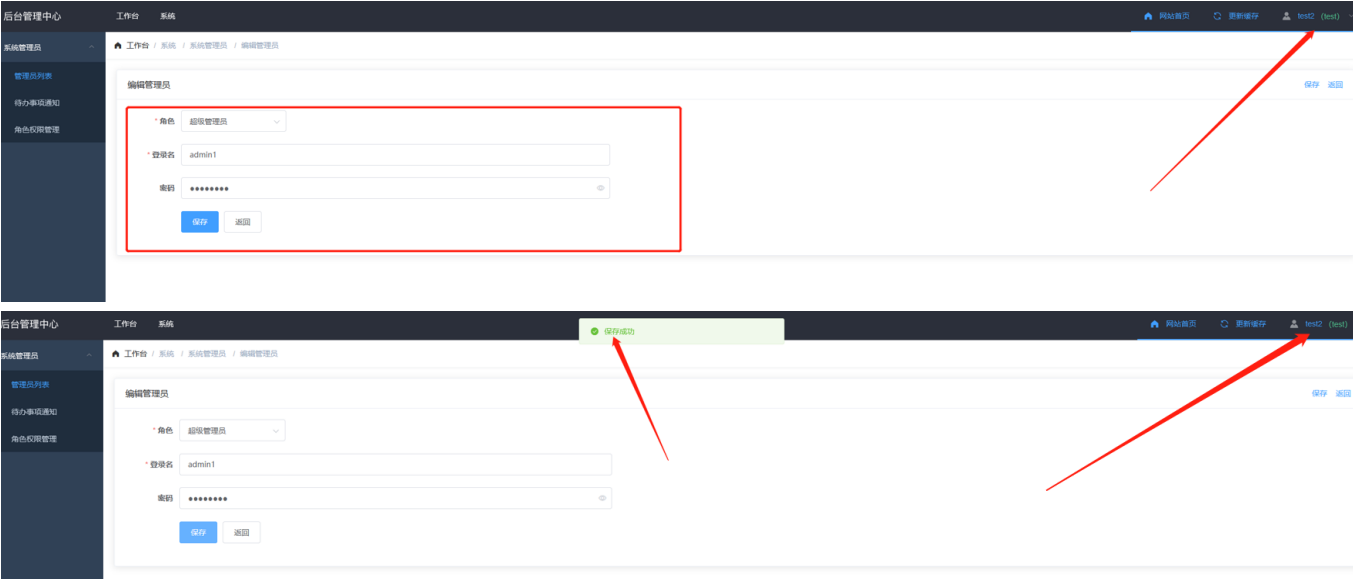 后台管理中心 工作台 系统 网站首页 更新缓存 test2 (test)
系统管理员 工作台 / 系统 / 系统管理员 / 编辑管理员
管理员列表
待办事项通知
角色权限管理
编辑管理员 保存 返回
* 角色 超级管理员
* 登录名 admin1
密码 ●●●●●●●●
保存 返回
后台管理中心 工作台 系统 保存成功 网站首页 更新缓存 test2 (test)
系统管理员 工作台 / 系统 / 系统管理员 / 编辑管理员
管理员列表
待办事项通知
角色权限管理
编辑管理员 保存 返回
* 角色 超级管理员
* 登录名 admin1
密码 ●●●●●●●●
保存 返回